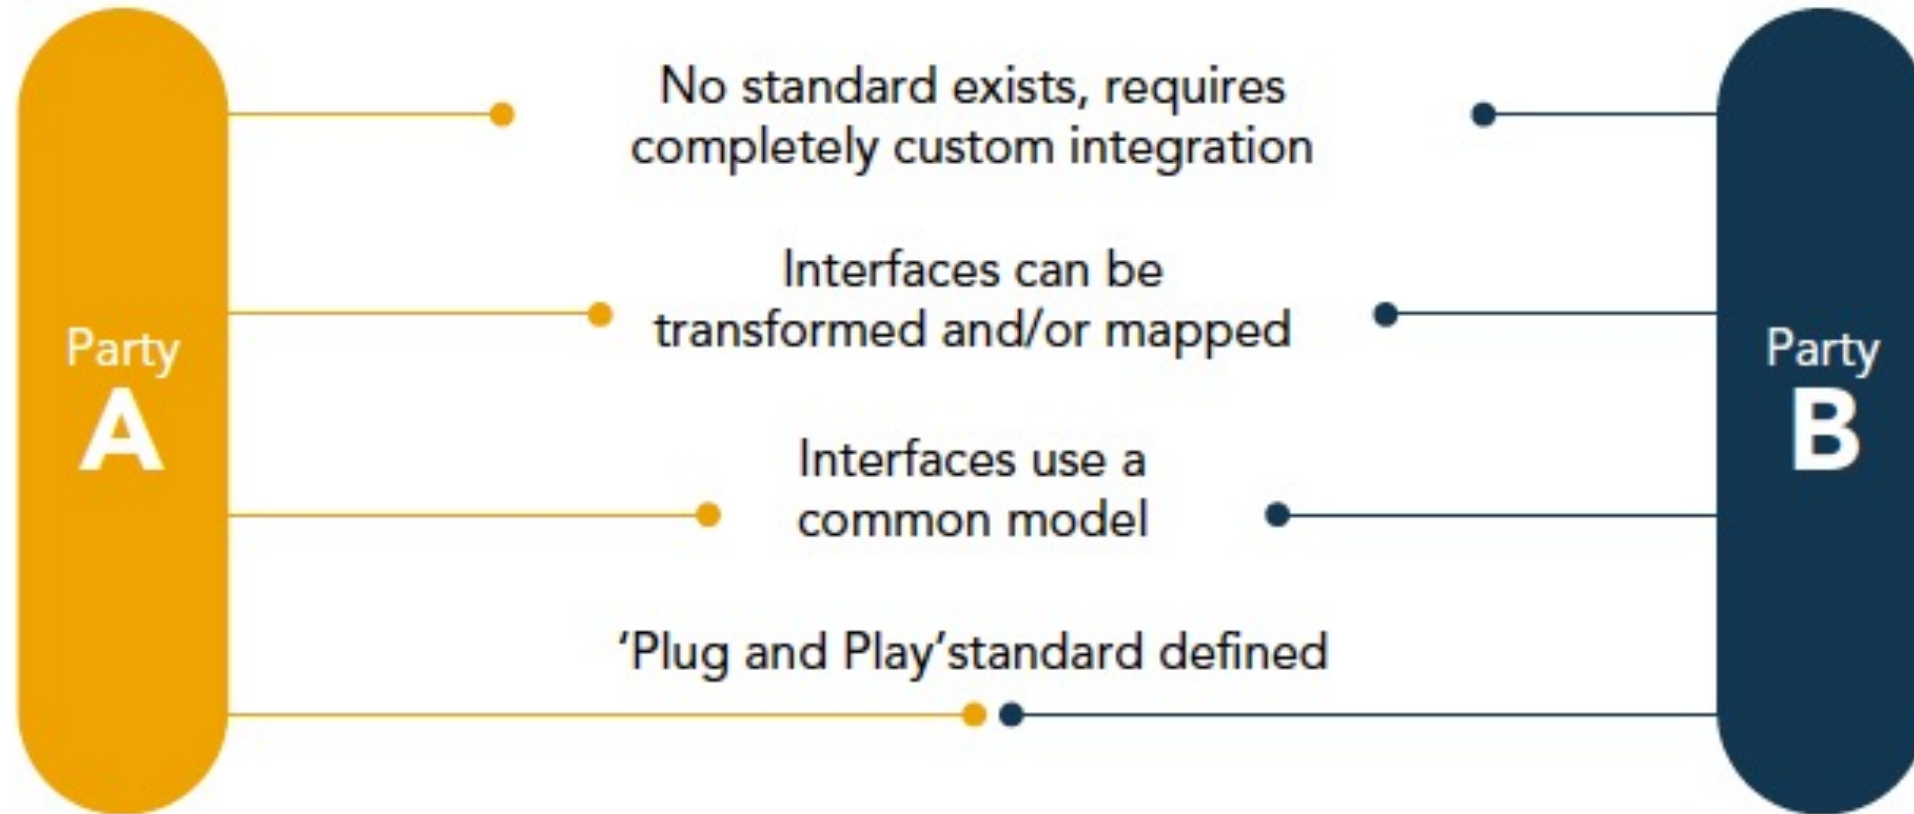 No standard exists, requires
completely custom integration
Interfaces can be
transformed and/or mapped
Party
A
Party
B
Interfaces use a
common model
‘Plug and Play’standard defined